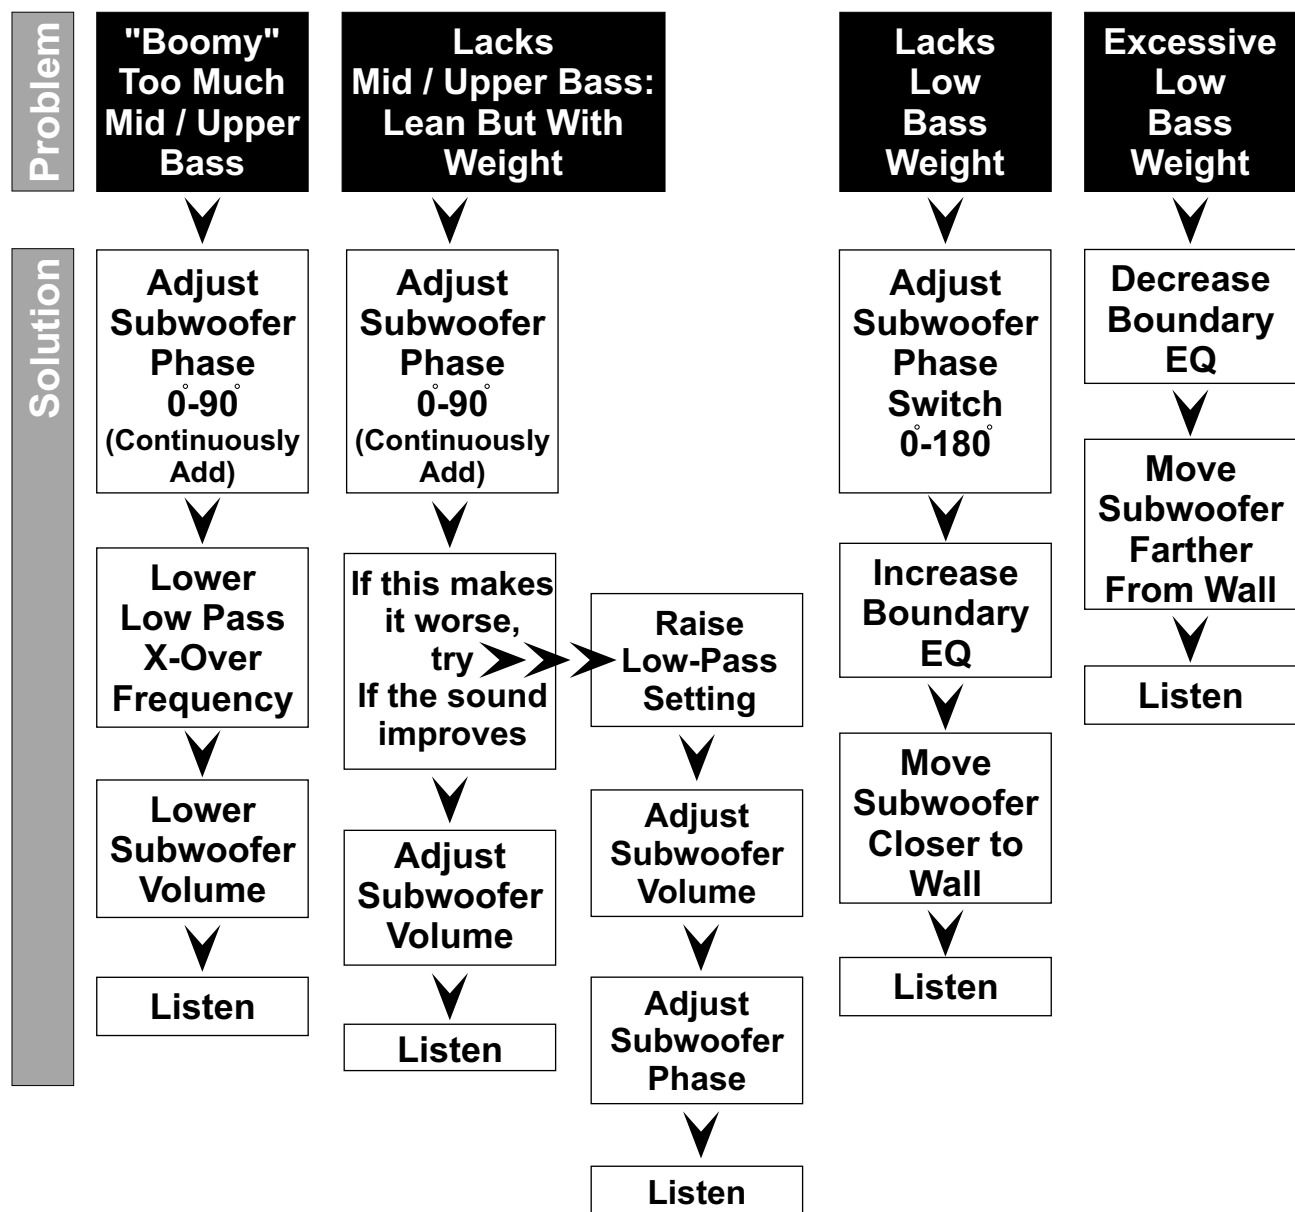 Problem
"Boomy"
Too Much
Mid / Upper
Bass
Lacks
Mid / Upper Bass:
Lean But With
Weight
Lacks
Low
Bass
Weight
Excessive
Low
Bass
Weight
Solution
Adjust
Subwoofer
Phase
0°-90°
(Continuously
Add)
Lower
Low Pass
X-Over
Frequency
Lower
Subwoofer
Volume
Listen
Adjust
Subwoofer
Phase
0°-90°
(Continuously
Add)
If this makes
it worse,
try
If the sound
improves
Adjust
Subwoofer
Volume
Listen
Raise
Low-Pass
Setting
Adjust
Subwoofer
Volume
Adjust
Subwoofer
Phase
Listen
Adjust
Subwoofer
Phase
Switch
0°-180°
Increase
Boundary
EQ
Move
Subwoofer
Closer to
Wall
Listen
Decrease
Boundary
EQ
Move
Subwoofer
Farther
From Wall
Listen